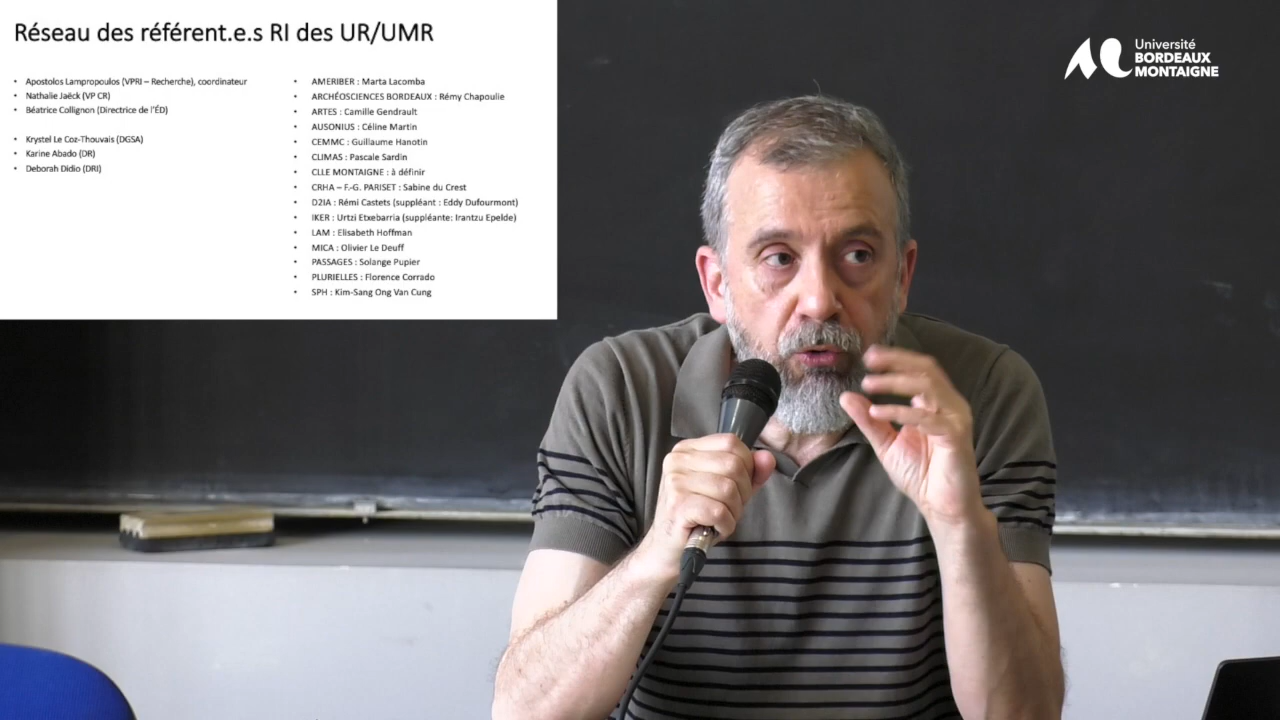 Réseau des référent.e.s RI des UR/UMR
• Apostolos Lampropoulos (VPRI – Recherche), coordinateur
• Nathalie Jaëck (VP CR)
• Béatrice Collignon (Directrice de l'ÉD)
• Krystel Le Coz-Thouvais (DGSA)
• Karine Abado (DR)
• Deborah Didio (DRI)
• AMERIBER : Marta Lacomba
• ARCHÉOSCIENCES BORDEAUX : Rémy Chapoulie
• ARTES : Camille Gendrault
• AUSONIUS : Céline Martin
• CEMMC : Guillaume Hanotin
• CLIMAS : Pascale Sardin
• CLLE MONTAIGNE : à définir
• CRHA – F.-G. PARISET : Sabine du Crest
• D2IA : Rémi Castets (suppléant : Eddy Dufourmont)
• IKER : Urtzi Etxebarria (suppléante: Irantzu Epelde)
• LAM : Elisabeth Hoffman
• MICA : Olivier Le Deuff
• PASSAGES : Solange Pupier
• PLURIELLES : Florence Corrado
• SPH : Kim-Sang Ong Van Cung
Université
BORDEAUX
MONTAIGNE